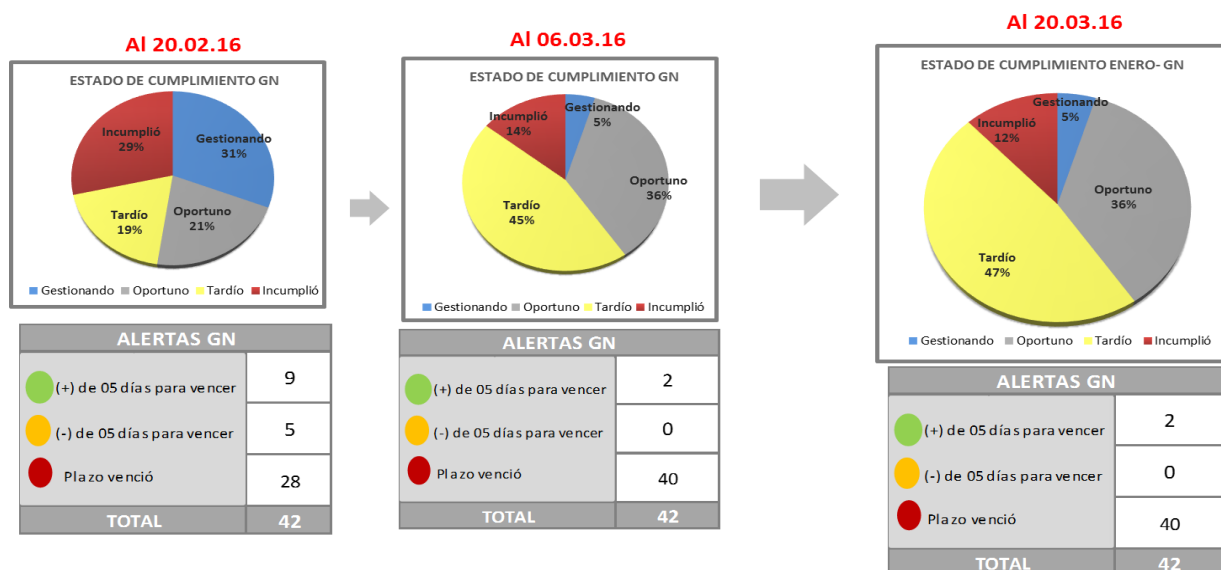 Al 20.02.16
ESTADO DE CUMPLIMIENTO GN
Incumplió
29%
Gestionando
31%
Tardío
19%
Oportuno
21%
Gestionando Oportuno Tardío Incumplió
ALERTAS GN
(+) de 05 días para vencer 9
(-) de 05 días para vencer 5
Plazo venció 28
TOTAL 42
Al 06.03.16
ESTADO DE CUMPLIMIENTO GN
Incumplió
14%
Gestionando
5%
Oportuno
36%
Tardío
45%
Gestionando Oportuno Tardío Incumplió
ALERTAS GN
(+) de 05 días para vencer 2
(-) de 05 días para vencer 0
Plazo venció 40
TOTAL 42
Al 20.03.16
ESTADO DE CUMPLIMIENTO ENERO- GN
Gestionando
5%
Incumplió
12%
Oportuno
36%
Tardío
47%
Gestionando Oportuno Tardío Incumplió
ALERTAS GN
(+) de 05 días para vencer 2
(-) de 05 días para vencer 0
Plazo venció 40
TOTAL 42